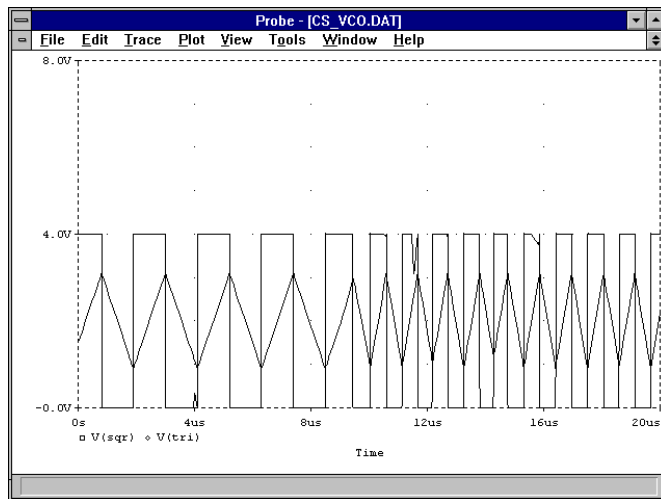 Probe - [CS_VCO.DAT]
File Edit Trace Plot View Tools Window Help
8.0V
4.0V
-0.0V
0s 4us 8us 12us 16us 20us
V(sqr) V(tri)
Time